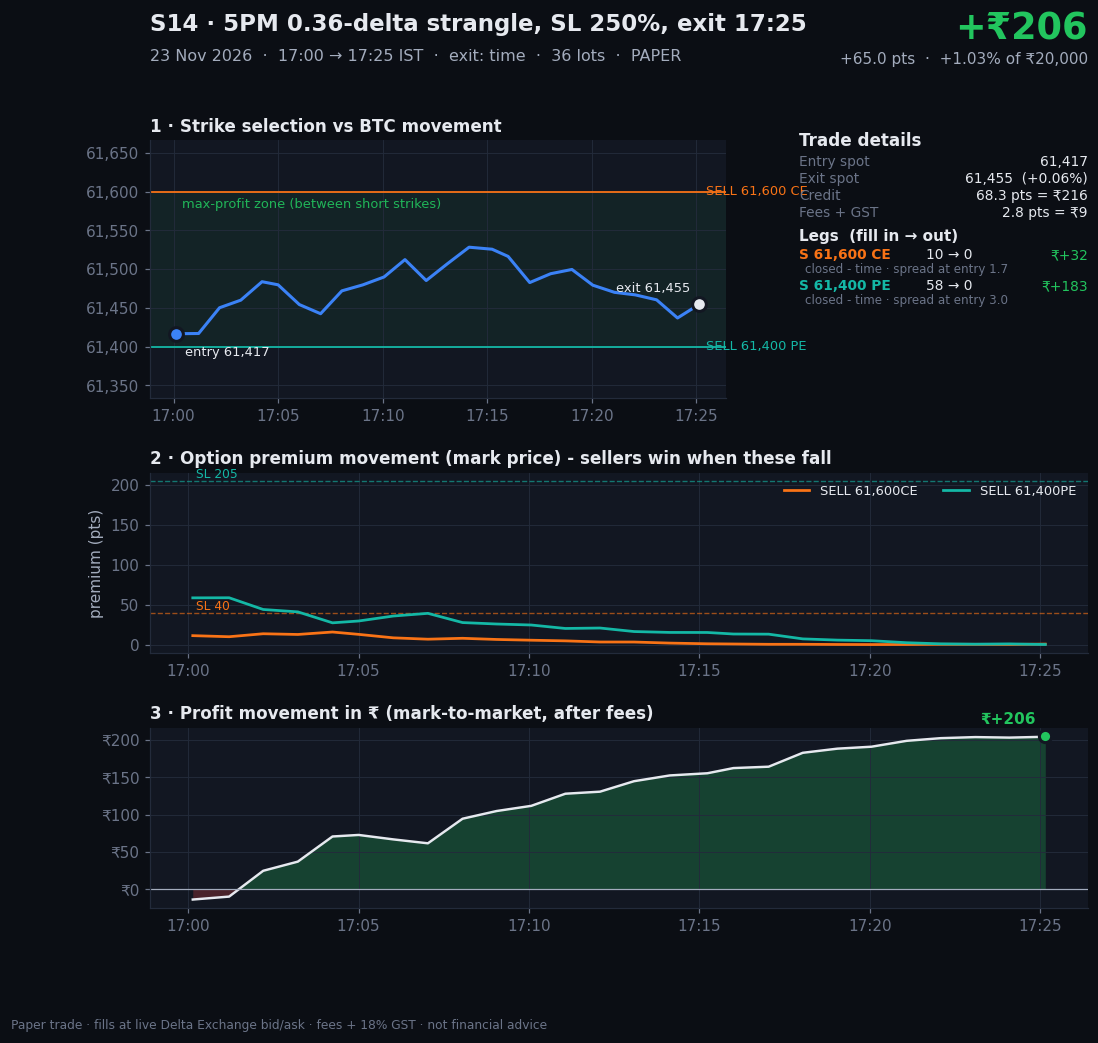 S14 · 5PM 0.36-delta strangle, SL 250%, exit 17:25
+₹206
23 Nov 2026 · 17:00 → 17:25 IST · exit: time · 36 lots · PAPER
+65.0 pts · +1.03% of ₹20,000
1 · Strike selection vs BTC movement
61,650
61,600
61,550
61,500
61,450
61,400
61,350
SELL 61,600 CE
max-profit zone (between short strikes)
exit 61,455
entry 61,417
SELL 61,400 PE
17:00 17:05 17:10 17:15 17:20 17:25
Trade details
Entry spot 61,417
Exit spot 61,455 (+0.06%)
Credit 68.3 pts = ₹216
Fees + GST 2.8 pts = ₹9
Legs (fill in → out)
S 61,600 CE 10 → 0 ₹+32
closed - time · spread at entry 1.7
S 61,400 PE 58 → 0 ₹+183
closed - time · spread at entry 3.0
2 · Option premium movement (mark price) - sellers win when these fall
SL 205
SELL 61,600CE SELL 61,400PE
premium (pts)
200
150
100
50
0
SL 40
17:00 17:05 17:10 17:15 17:20 17:25
3 · Profit movement in ₹ (mark-to-market, after fees)
₹+206
₹200
₹150
₹100
₹50
₹0
17:00 17:05 17:10 17:15 17:20 17:25
Paper trade · fills at live Delta Exchange bid/ask · fees + 18% GST · not financial advice